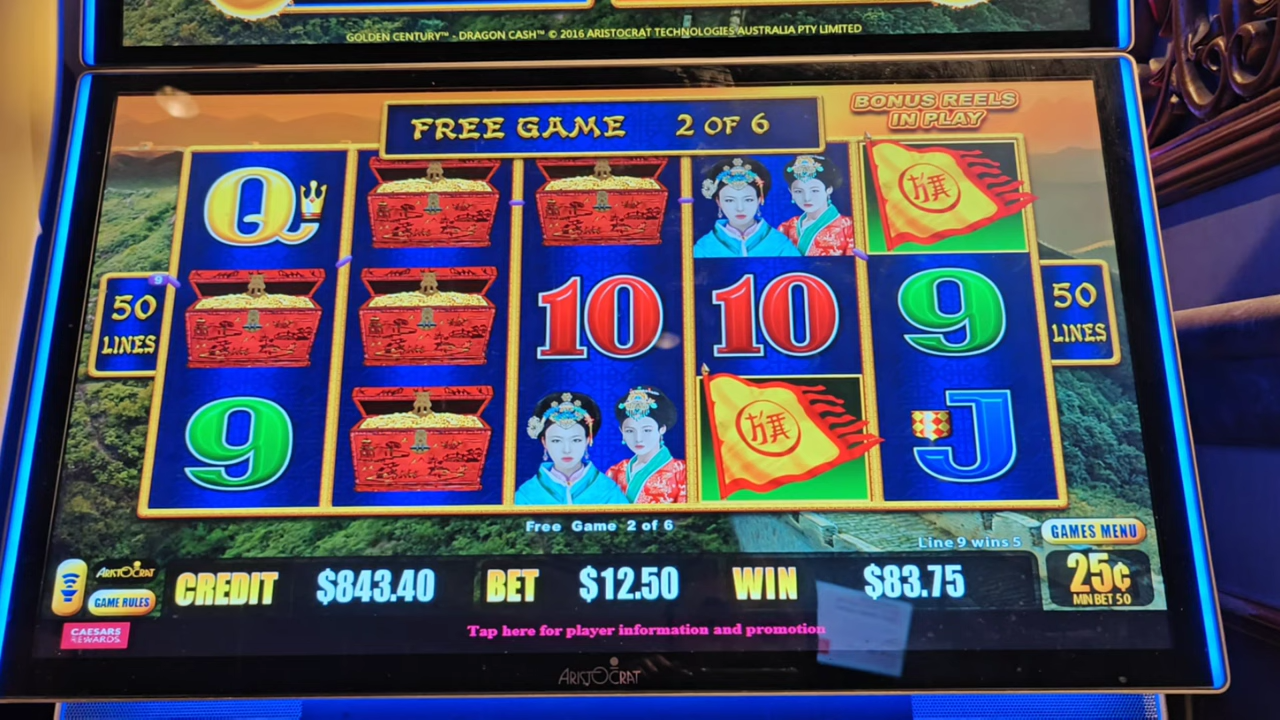 GOLDEN CENTURY™ - DRAGON CASH™ © 2016 ARISTOCRAT TECHNOLOGIES AUSTRALIA PTY LIMITED
BONUS REELS
IN PLAY
FREE GAME 2 OF 6
Q
旗
9
50
LINES
10
10
9
50
LINES
9
旗
J
Free Game 2 of 6
Line 9 wins 5
GAMES MENU
ARISTOCRAT
GAME RULES
CREDIT $843.40 BET $12.50 WIN $83.75
25¢
MIN BET 50
CAESARS
REWARDS
Tap here for player information and promotion
ARISTOCRAT